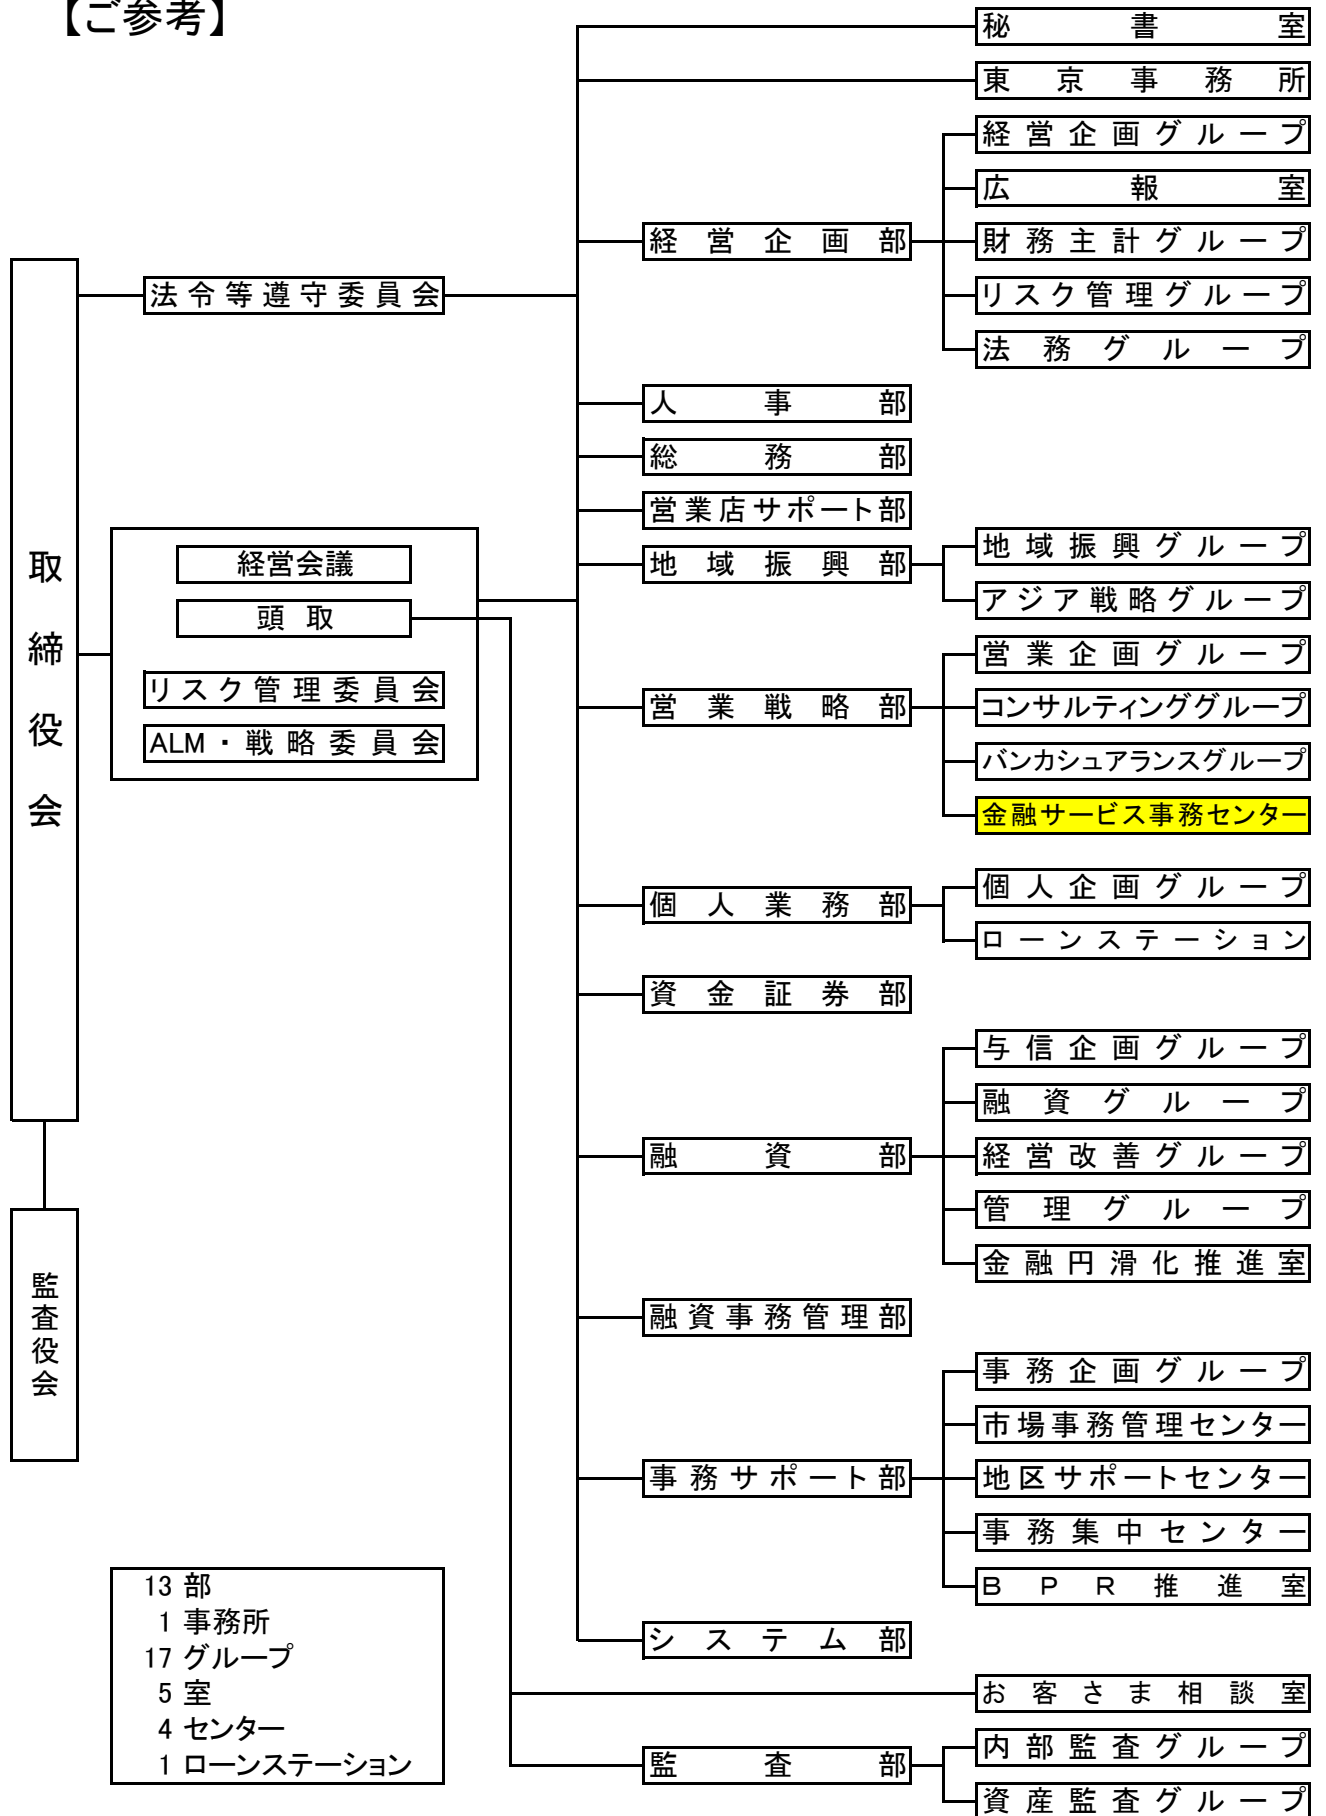 【ご参考】
秘書室
東京事務所
経営企画グループ
広報室
経営企画部
財務主計グループ
法令等遵守委員会
リスク管理グループ
法務グループ
人事部
総務部
営業店サポート部
取締役会
経営会議
頭取
リスク管理委員会
ALM・戦略委員会
地域振興部
地域振興グループ
アジア戦略グループ
営業戦略部
営業企画グループ
コンサルティンググループ
バンカシュアランスグループ
金融サービス事務センター
個人業務部
個人企画グループ
ローンステーション
資金証券部
融資部
与信企画グループ
融資グループ
経営改善グループ
管理グループ
金融円滑化推進室
監査役会
融資事務管理部
事務サポート部
事務企画グループ
市場事務管理センター
地区サポートセンター
事務集中センター
BPR推進室
システム部
お客さま相談室
監査部
内部監査グループ
資産監査グループ
13 部
1 事務所
17 グループ
5 室
4 センター
1 ローンステーション